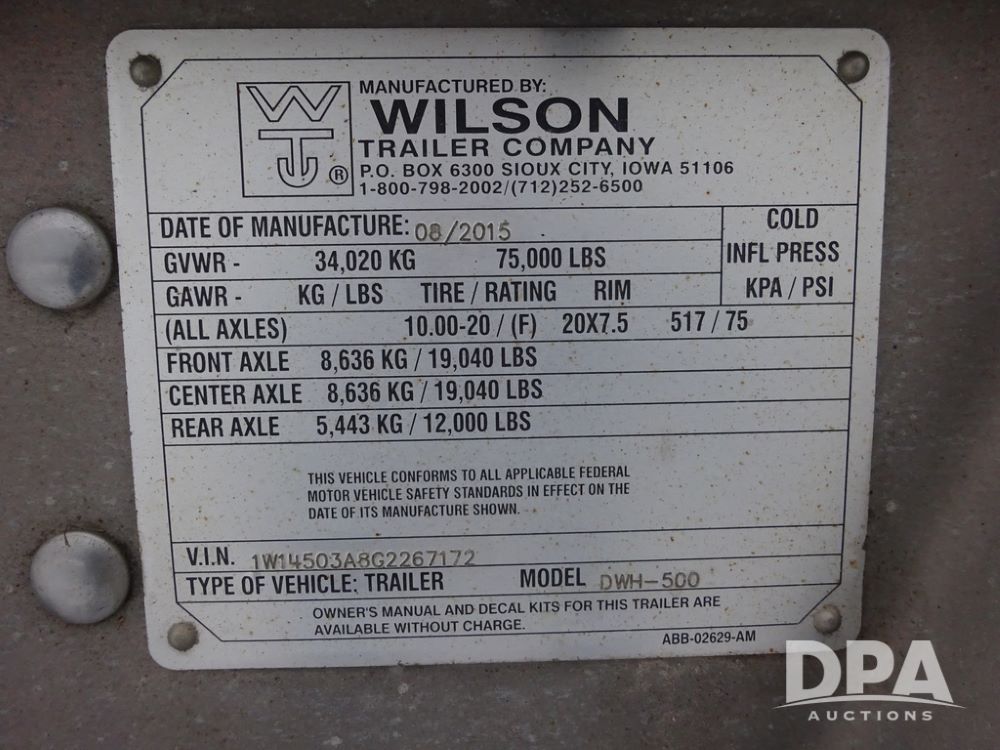 MANUFACTURED BY:
WILSON
TRAILER COMPANY
P.O. BOX 6300 SIOUX CITY, IOWA 51106
1-800-798-2002/(712)252-6500
WT ®
DATE OF MANUFACTURE: 08/2015
COLD
INFL PRESS
KPA / PSI
GVWR - 34,020 KG 75,000 LBS
GAWR - KG / LBS TIRE / RATING RIM
(ALL AXLES) 10.00-20 / (F) 20X7.5 517 / 75
FRONT AXLE 8,636 KG / 19,040 LBS
CENTER AXLE 8,636 KG / 19,040 LBS
REAR AXLE 5,443 KG / 12,000 LBS
THIS VEHICLE CONFORMS TO ALL APPLICABLE FEDERAL
MOTOR VEHICLE SAFETY STANDARDS IN EFFECT ON THE
DATE OF ITS MANUFACTURE SHOWN.
V.I.N. 1W14503A8G2267172
TYPE OF VEHICLE: TRAILER MODEL DWH-500
OWNER'S MANUAL AND DECAL KITS FOR THIS TRAILER ARE
AVAILABLE WITHOUT CHARGE.
ABB-02629-AM
DPA
AUCTIONS